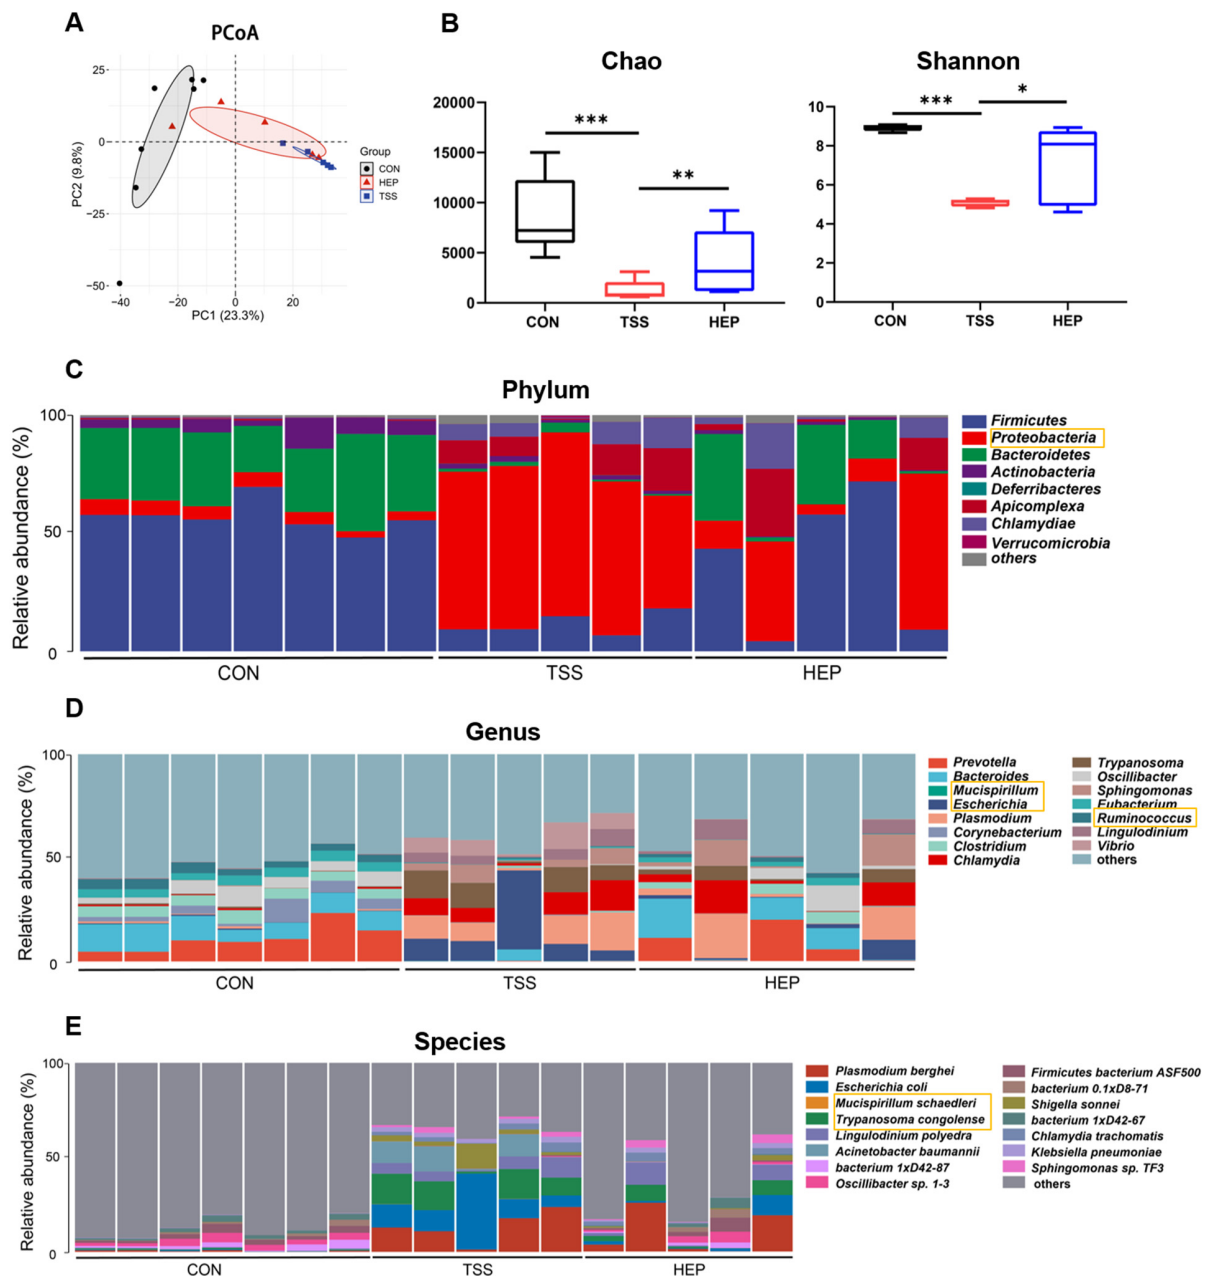 A
PCoA
25
0
−25
−50
−40
−20
0
20
PC2 (9.8%)
PC1 (23.3%)
Group
CON
HEP
TSS
B
Chao
20000
15000
10000
5000
0
***
**
CON
TSS
HEP
Shannon
10
8
6
4
2
0
***
*
CON
TSS
HEP
C
Phylum
Relative abundance (%)
100
50
0
CON
TSS
HEP
Firmicutes
Proteobacteria
Bacteroidetes
Actinobacteria
Deferribacteres
Apicomplexa
Chlamydiae
Verrucomicrobia
others
D
Genus
Relative abundance (%)
100
50
0
CON
TSS
HEP
Prevotella
Bacteroides
Mucispirillum
Escherichia
Plasmodium
Corynebacterium
Clostridium
Chlamydia
Trypanosoma
Oscillibacter
Sphingomonas
Eubacterium
Ruminococcus
Lingulodinium
Vibrio
others
E
Species
Relative abundance (%)
100
50
0
CON
TSS
HEP
Plasmodium berghei
Escherichia coli
Mucispirillum schaedleri
Trypanosoma congolense
Lingulodinium polyedra
Acinetobacter baumannii
bacterium 1xD42-87
Oscillibacter sp. 1-3
Firmicutes bacterium ASF500
bacterium 0.1xD8-71
Shigella sonnei
bacterium 1xD42-67
Chlamydia trachomatis
Klebsiella pneumoniae
Sphingomonas sp. TF3
others